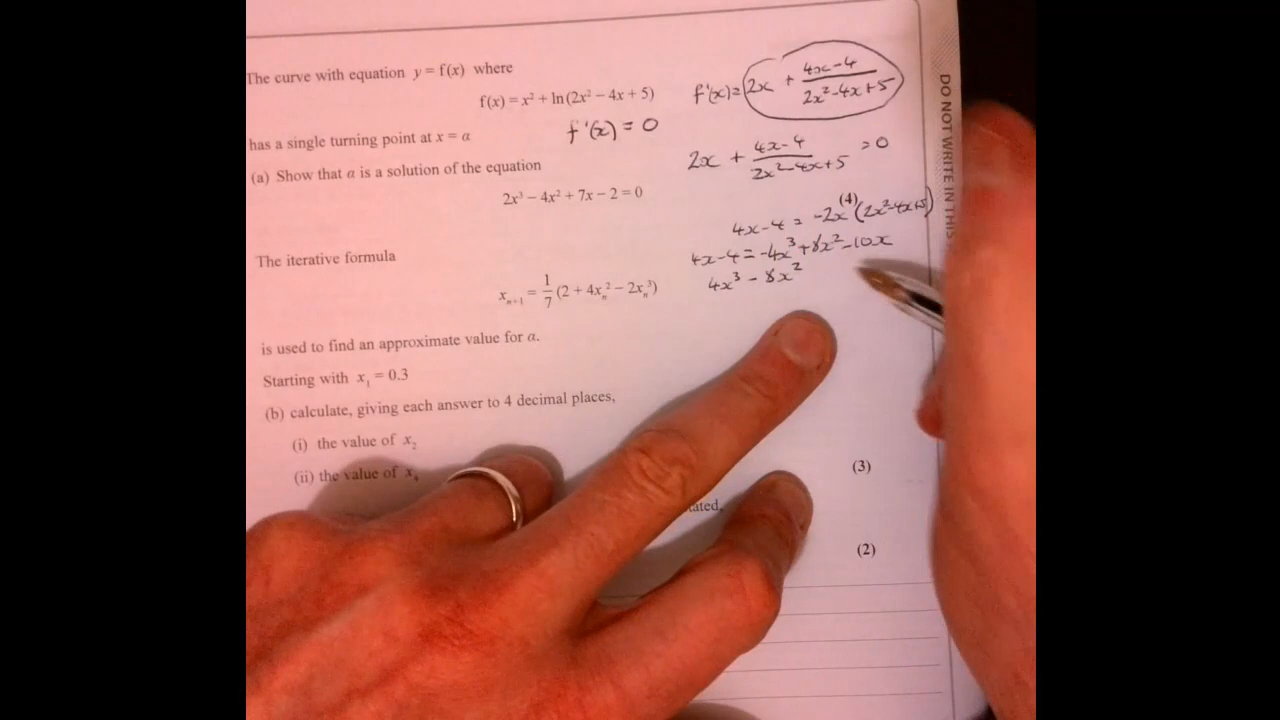 The curve with equation y = f(x) where
f(x) = x² + ln(2x² − 4x + 5)
has a single turning point at x = α
f'(x) = 0
(a) Show that α is a solution of the equation
2x³ − 4x² + 7x − 2 = 0
(4)
The iterative formula
xₙ₊₁ = 1/7 (2 + 4xₙ² − 2xₙ³)
is used to find an approximate value for α.
Starting with x₁ = 0.3
(b) calculate, giving each answer to 4 decimal places,
(i) the value of x₂
(ii) the value of x₄
(3)
(2)
f'(x) = 2x + (4x − 4)/(2x² − 4x + 5)
2x + (4x − 4)/(2x² − 4x + 5) = 0
4x − 4 = −2x (2x² − 4x + 5)
4x − 4 = −4x³ + 8x² − 10x
4x³ − 8x²
DO NOT WRITE IN THIS